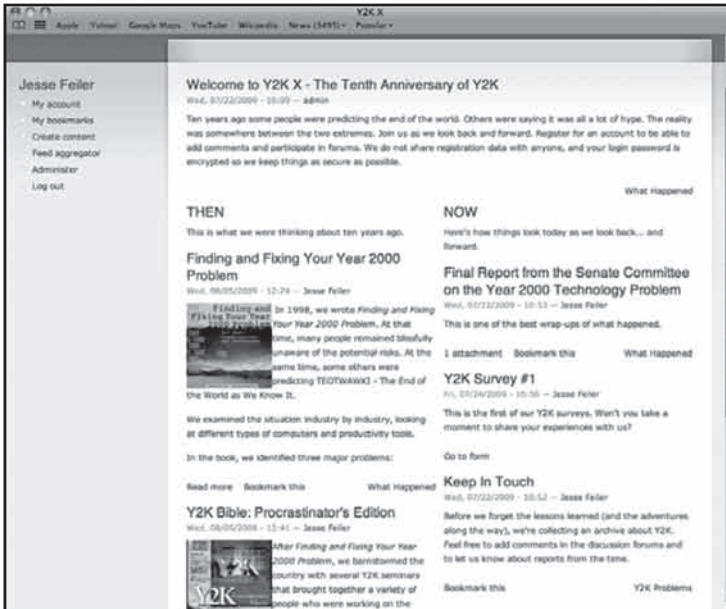 Y2K X
Apple Yahoo! Google Maps YouTube Wikipedia News (3495) Popular
Jesse Feiler
My account
My bookmarks
Create content
Feed aggregator
Administer
Log out
Welcome to Y2K X - The Tenth Anniversary of Y2K
Wed, 07/22/2009 - 10:09 — admin
Ten years ago some people were predicting the end of the world. Others were saying it was all a lot of hype. The reality
was somewhere between the two extremes. Join us as we look back and forward. Register for an account to be able to
add comments and participate in forums. We do not share registration data with anyone, and your login password is
encrypted so we keep things as secure as possible.
What Happened
THEN
This is what we were thinking about ten years ago.
Finding and Fixing Your Year 2000
Problem
Wed, 08/05/2009 - 12:24 — Jesse Feiler
Finding and
Fixing Your Year
2000 Problem
In 1998, we wrote Finding and Fixing
Your Year 2000 Problem. At that
time, many people remained blissfully
unaware of the potential risks. At the
same time, some others were
predicting TEOTWAWKI - The End of
the World as We Know It.
We examined the situation industry by industry, looking
at different types of computers and productivity tools.
In the book, we identified three major problems:
Read more Bookmark this What Happened
Y2K Bible: Procrastinator's Edition
Wed, 08/05/2009 - 12:41 — Jesse Feiler
Y2K
Y2K
After Finding and Fixing Your Year
2000 Problem, we barnstormed the
country with several Y2K seminars
that brought together a variety of
people who were working on the
NOW
Here's how things look today as we look back... and
forward.
Final Report from the Senate Committee
on the Year 2000 Technology Problem
Wed, 07/22/2009 - 10:53 — Jesse Feiler
This is one of the best wrap-ups of what happened.
1 attachment Bookmark this What Happened
Y2K Survey #1
Fri, 07/24/2009 - 10:56 — Jesse Feiler
This is the first of our Y2K surveys. Won't you take a
moment to share your experiences with us?
Go to form
Keep In Touch
Wed, 07/22/2009 - 10:52 — Jesse Feiler
Before we forget the lessons learned (and the adventures
along the way), we're collecting an archive about Y2K.
Feel free to add comments in the discussion forums and
to let us know about reports from the time.
Bookmark this Y2K Problems